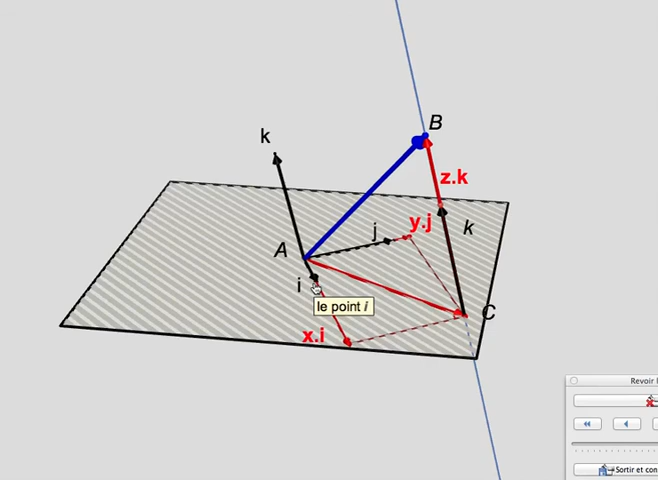 B
k
z.k
y.j
k
j
A
i
le point i
C
x.i
Revoir
Sortir et con